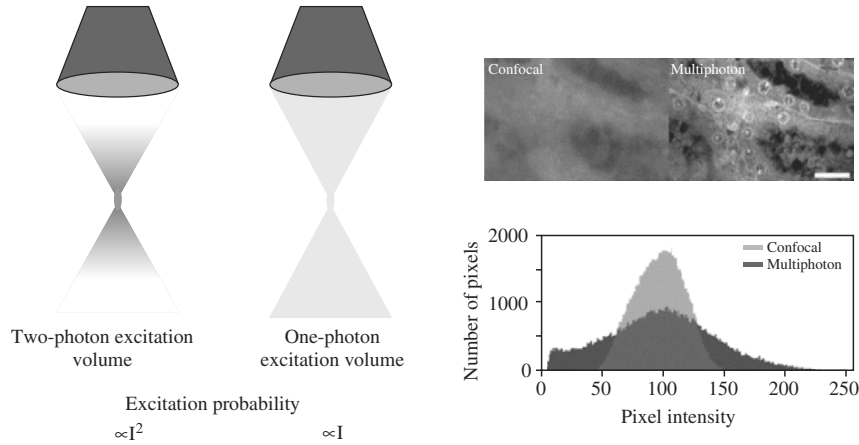 Two-photon excitation
volume
One-photon
excitation volume
Excitation probability
∝I²
∝I
Confocal
Multiphoton
Number of pixels
2000
1000
0
Confocal
Multiphoton
0
50
100
150
200
250
Pixel intensity